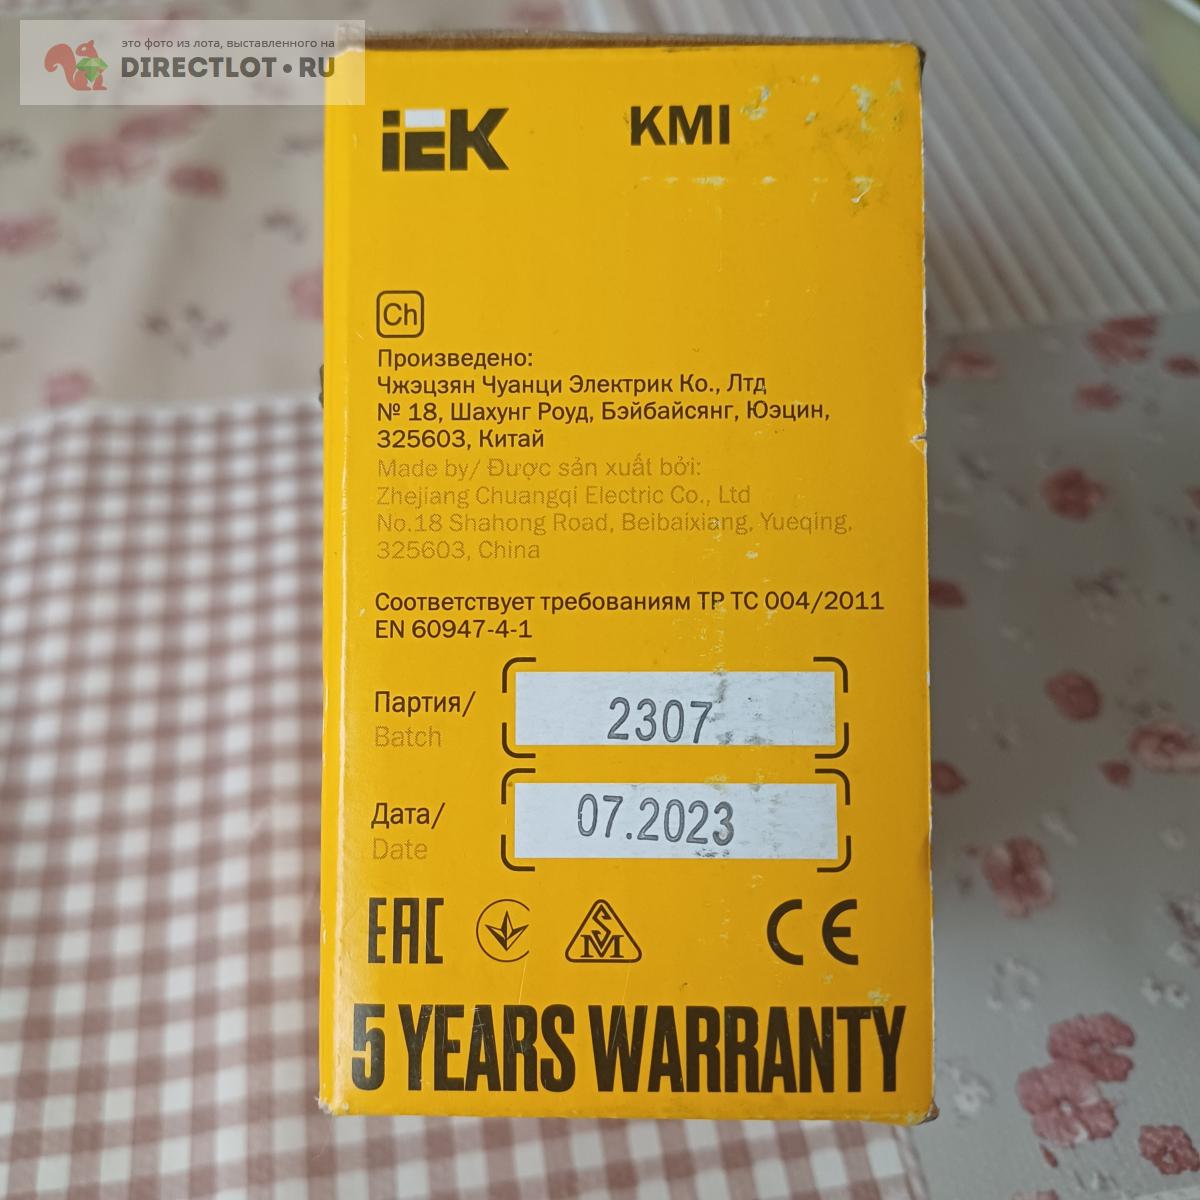 это фото из лота, выставленного на
DIRECTLOT•RU
iEK KMI
Ch
Произведено:
Чжэцзян Чуанци Электрик Ко., Лтд
№ 18, Шахунг Роуд, Бэйбайсянг, Юэцин,
325603, Китай
Made by/ Được sản xuất bởi:
Zhejiang Chuangqi Electric Co., Ltd
No.18 Shahong Road, Beibaixiang, Yueqing,
325603, China
Соответствует требованиям ТР ТС 004/2011
EN 60947-4-1
Партия/
Batch
2307
Дата/
Date
07.2023
EAC SM CE
5 YEARS WARRANTY